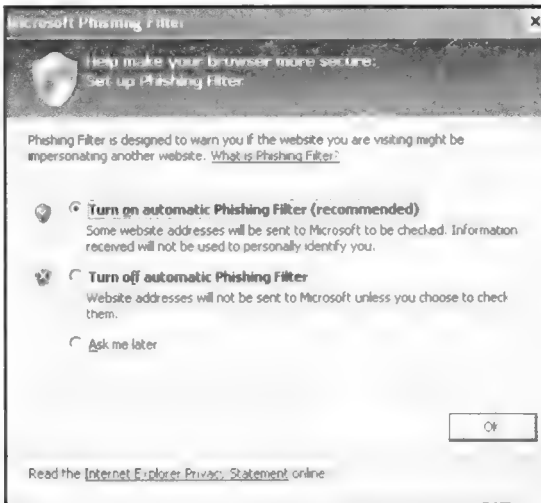 Microsoft Phishing Filter
Help make your browser more secure:
Set up Phishing Filter
Phishing Filter is designed to warn you if the website you are visiting might be
impersonating another website. What is Phishing Filter?
Turn on automatic Phishing Filter (recommended)
Some website addresses will be sent to Microsoft to be checked. Information
received will not be used to personally identify you.
Turn off automatic Phishing Filter
Website addresses will not be sent to Microsoft unless you choose to check
them.
Ask me later
Ok
Read the Internet Explorer Privacy Statement online